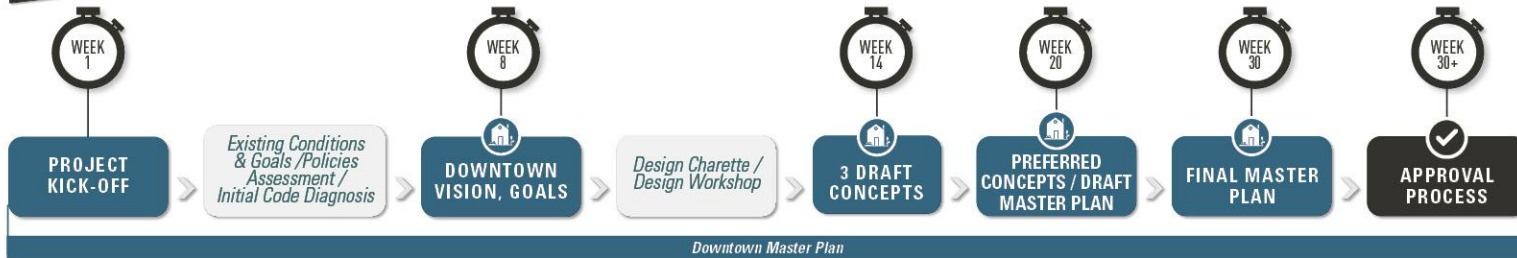 WEEK
1
WEEK
8
WEEK
14
WEEK
20
WEEK
30
WEEK
30+
PROJECT
KICK-OFF
Existing Conditions
& Goals /Policies
Assessment /
Initial Code Diagnosis
DOWNTOWN
VISION, GOALS
Design Charette /
Design Workshop
3 DRAFT
CONCEPTS
PREFERRED
CONCEPTS / DRAFT
MASTER PLAN
FINAL MASTER
PLAN
APPROVAL
PROCESS
Downtown Master Plan